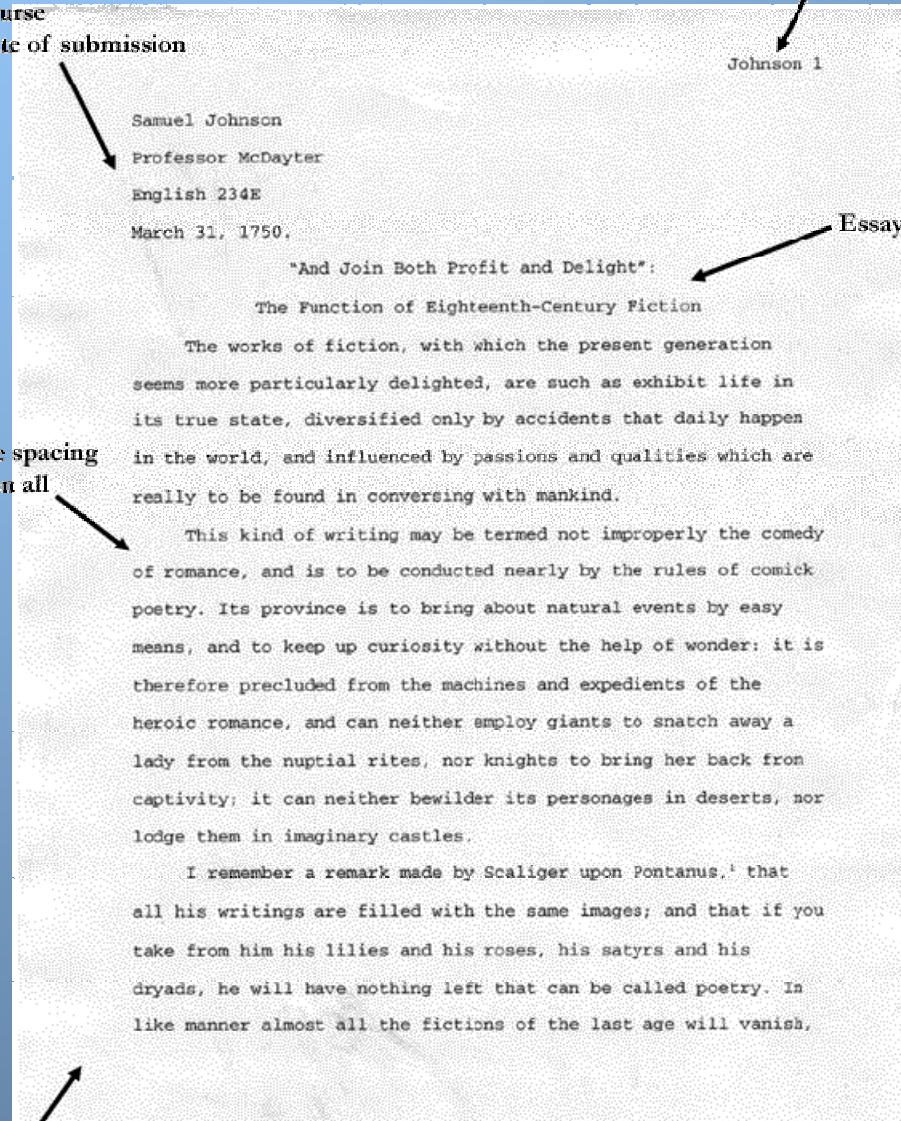 urse
te of submission
Johnson 1
Samuel Johnson
Professor McDayter
English 234E
March 31, 1750.
Essay
"And Join Both Profit and Delight":
The Function of Eighteenth-Century Fiction
The works of fiction, with which the present generation
seems more particularly delighted, are such as exhibit life in
its true state, diversified only by accidents that daily happen
e spacing
in the world, and influenced by passions and qualities which are
n all
really to be found in conversing with mankind.
This kind of writing may be termed not improperly the comedy
of romance, and is to be conducted nearly by the rules of comick
poetry. Its province is to bring about natural events by easy
means, and to keep up curiosity without the help of wonder: it is
therefore precluded from the machines and expedients of the
heroic romance, and can neither employ giants to snatch away a
lady from the nuptial rites, nor knights to bring her back from
captivity; it can neither bewilder its personages in deserts, nor
lodge them in imaginary castles.
I remember a remark made by Scaliger upon Pontanus,¹ that
all his writings are filled with the same images; and that if you
take from him his lilies and his roses, his satyrs and his
dryads, he will have nothing left that can be called poetry. In
like manner almost all the fictions of the last age will vanish,